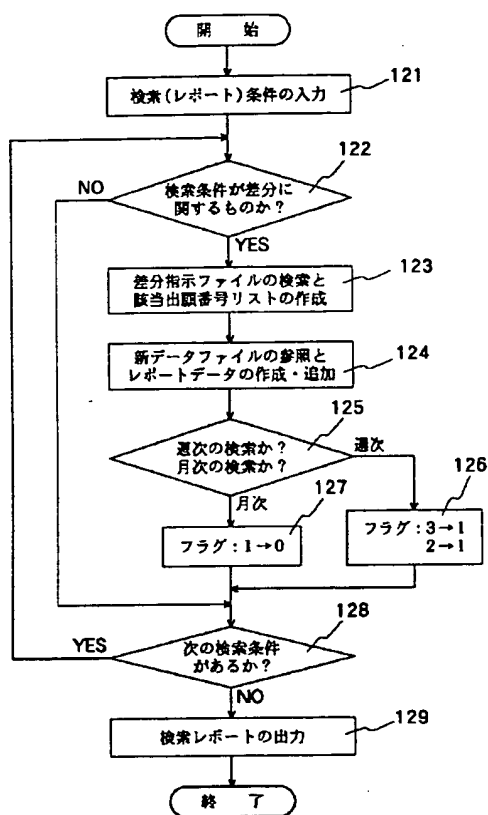 開 始
検索(レポート)条件の入力
121
122
NO
検索条件が差分に
関するものか?
YES
差分指示ファイルの検索と
該当出願番号リストの作成
123
新データファイルの参照と
レポートデータの作成・追加
124
125
週次の検索か?
月次の検索か?
週次
月次
127
126
フラグ:1→0
フラグ:3→1
2→1
128
YES
次の検索条件
があるか?
NO
検索レポートの出力
129
終 了